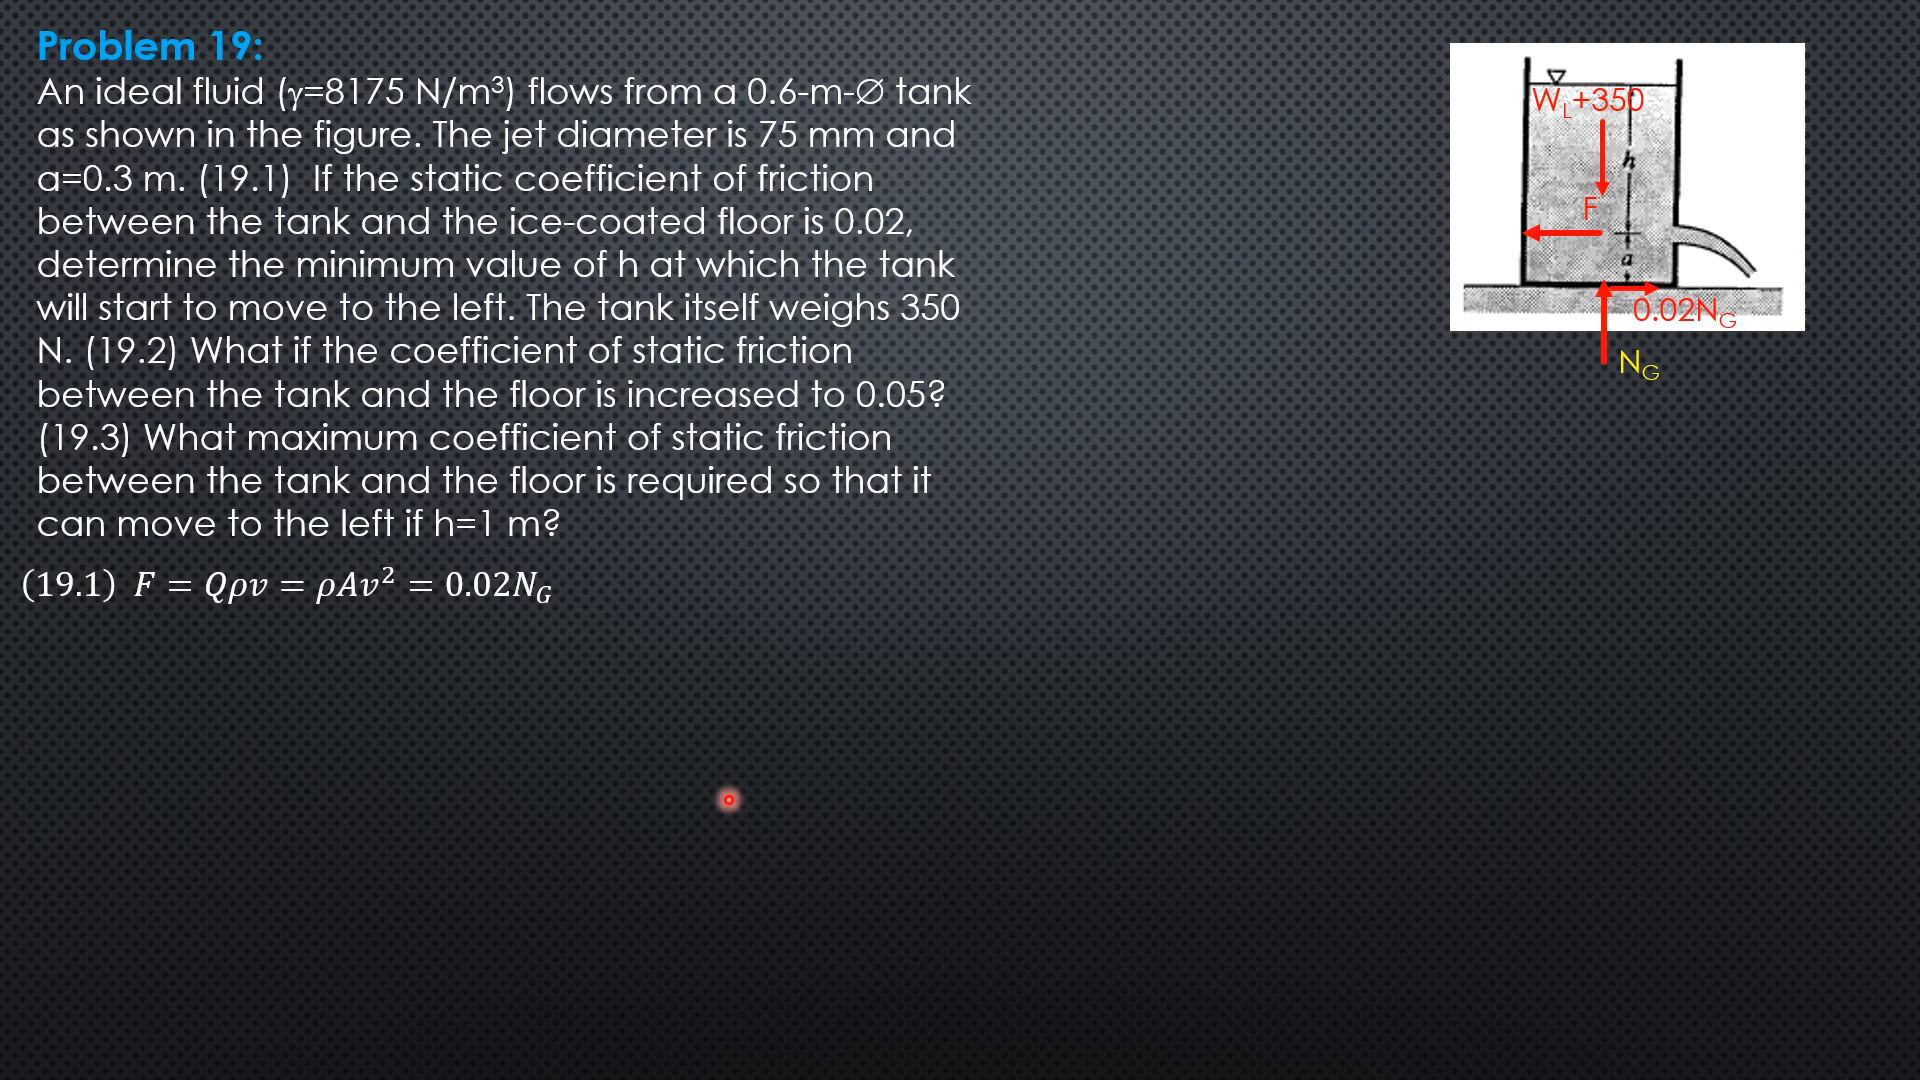 Problem 19:
An ideal fluid (γ=8175 N/m³) flows from a 0.6-m-∅ tank
as shown in the figure. The jet diameter is 75 mm and
a=0.3 m. (19.1)  If the static coefficient of friction
between the tank and the ice-coated floor is 0.02,
determine the minimum value of h at which the tank
will start to move to the left. The tank itself weighs 350
N. (19.2) What if the coefficient of static friction
between the tank and the floor is increased to 0.05?
(19.3) What maximum coefficient of static friction
between the tank and the floor is required so that it
can move to the left if h=1 m?
(19.1) F = Qρv = ρAv² = 0.02N_G
W_L+350
h
F
a
0.02N_G
N_G